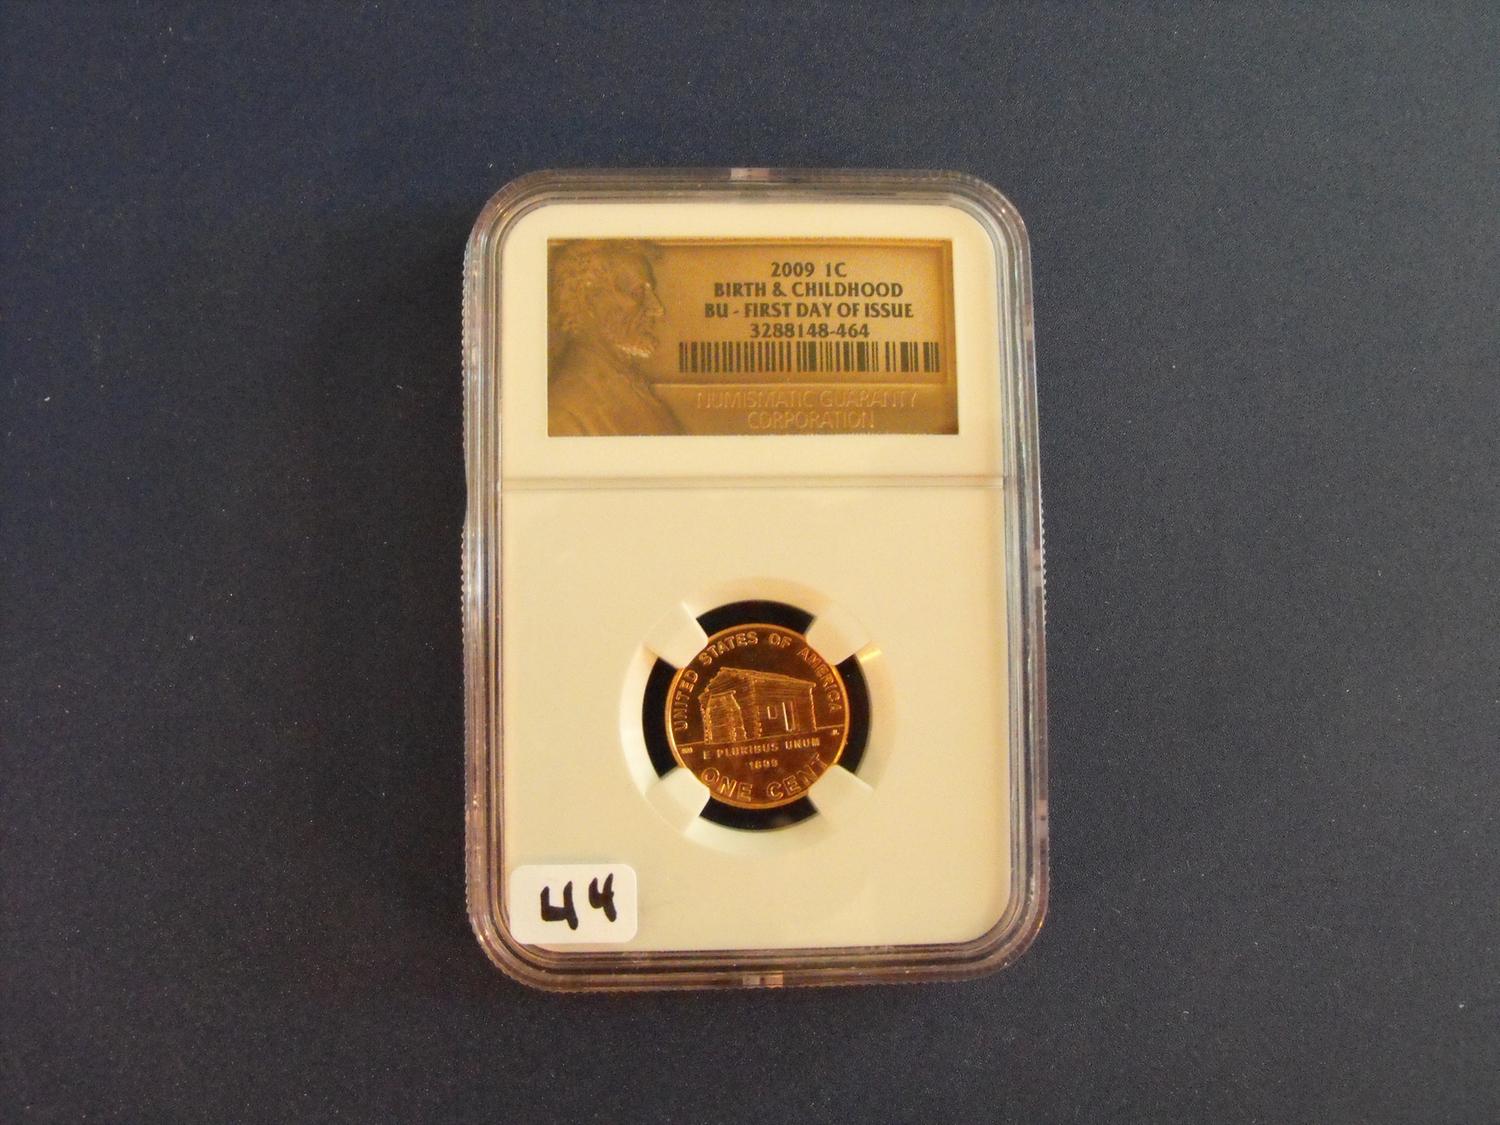 2009 1C
BIRTH & CHILDHOOD
BU - FIRST DAY OF ISSUE
3288148-464
NUMISMATIC GUARANTY
CORPORATION
UNITED STATES OF AMERICA
E PLURIBUS UNUM
1809
ONE CENT
44